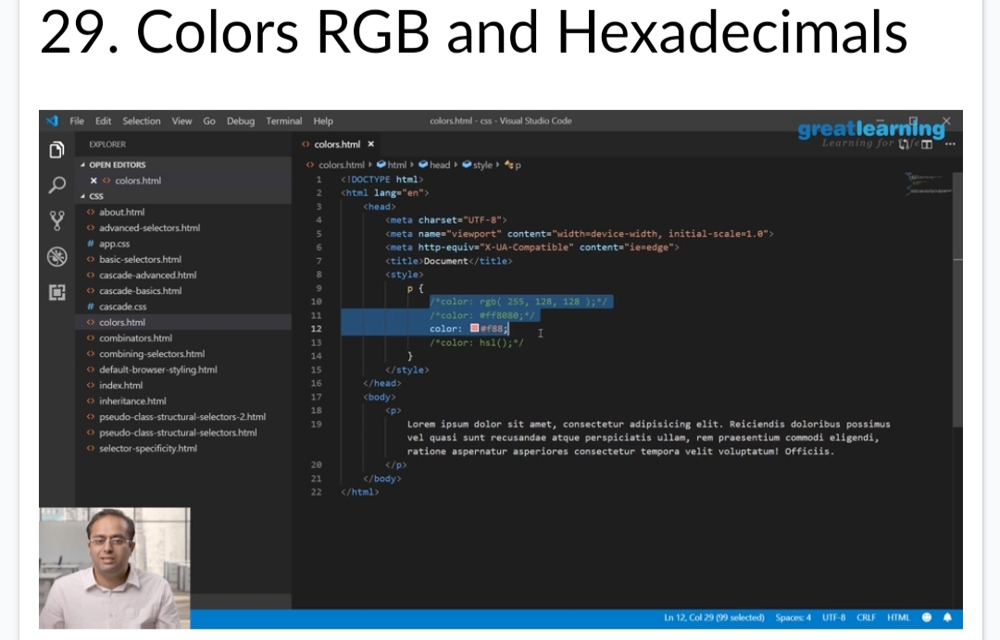 29. Colors RGB and Hexadecimals
File Edit Selection View Go Debug Terminal Help
colors.html - css - Visual Studio Code
greatlearning
Learning for life
EXPLORER
OPEN EDITORS
colors.html
CSS
about.html
advanced-selectors.html
# app.css
basic-selectors.html
cascade-advanced.html
cascade-basics.html
# cascade.css
colors.html
combinators.html
combining-selectors.html
default-browser-styling.html
index.html
inheritance.html
pseudo-class-structural-selectors-2.html
pseudo-class-structural-selectors.html
selector-specificity.html
colors.html
colors.html html head style p
1 <!DOCTYPE html>
2 <html lang="en">
3 <head>
4 <meta charset="UTF-8">
5 <meta name="viewport" content="width=device-width, initial-scale=1.0">
6 <meta http-equiv="X-UA-Compatible" content="ie=edge">
7 <title>Document</title>
8 <style>
9 p {
10 /*color: rgb( 255, 128, 128 );*/
11 /*color: #ff8080;*/
12 color: #f88;
13 /*color: hsl();*/
14 }
15 </style>
16 </head>
17 <body>
18 <p>
19 Lorem ipsum dolor sit amet, consectetur adipisicing elit. Reiciendis doloribus possimus
vel quasi sunt recusandae atque perspiciatis ullam, rem praesentium commodi eligendi,
ratione aspernatur asperiores consectetur tempora velit voluptatum! Officiis.
20 </p>
21 </body>
22 </html>
Ln 12, Col 29 (99 selected) Spaces: 4 UTF-8 CRLF HTML